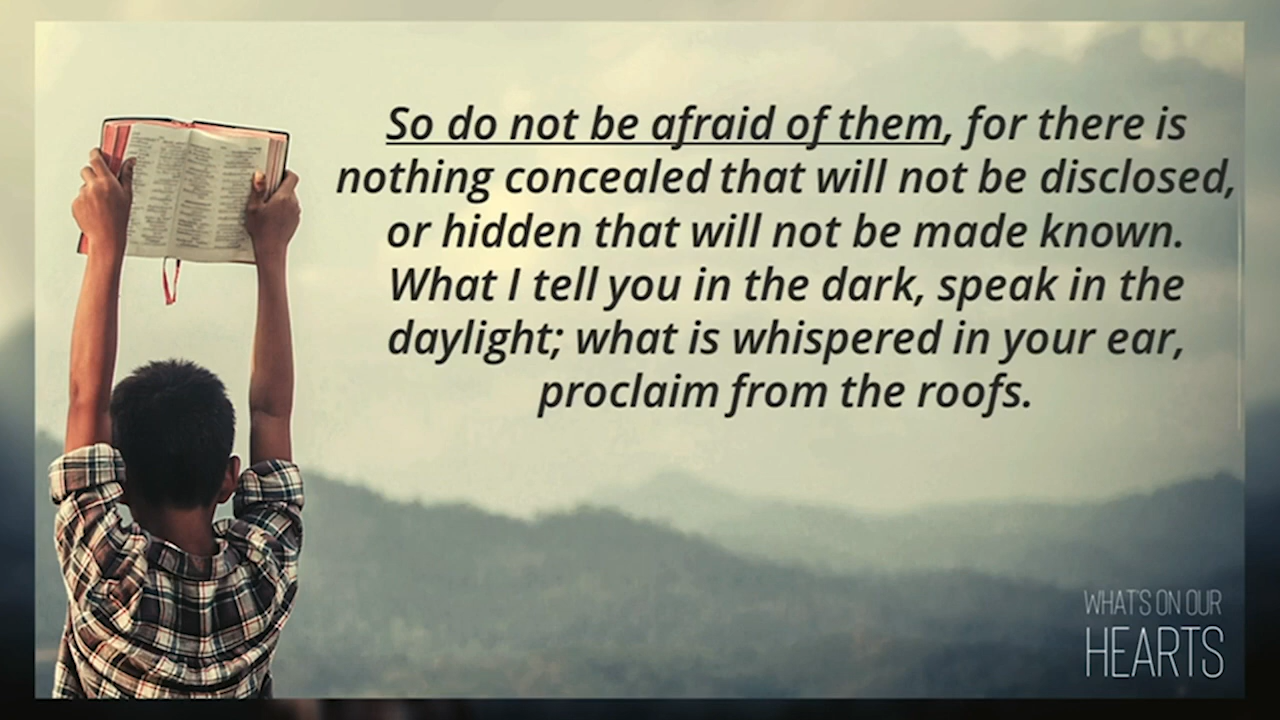 So do not be afraid of them, for there is
nothing concealed that will not be disclosed,
or hidden that will not be made known.
What I tell you in the dark, speak in the
daylight; what is whispered in your ear,
proclaim from the roofs.
WHAT'S ON OUR
HEARTS